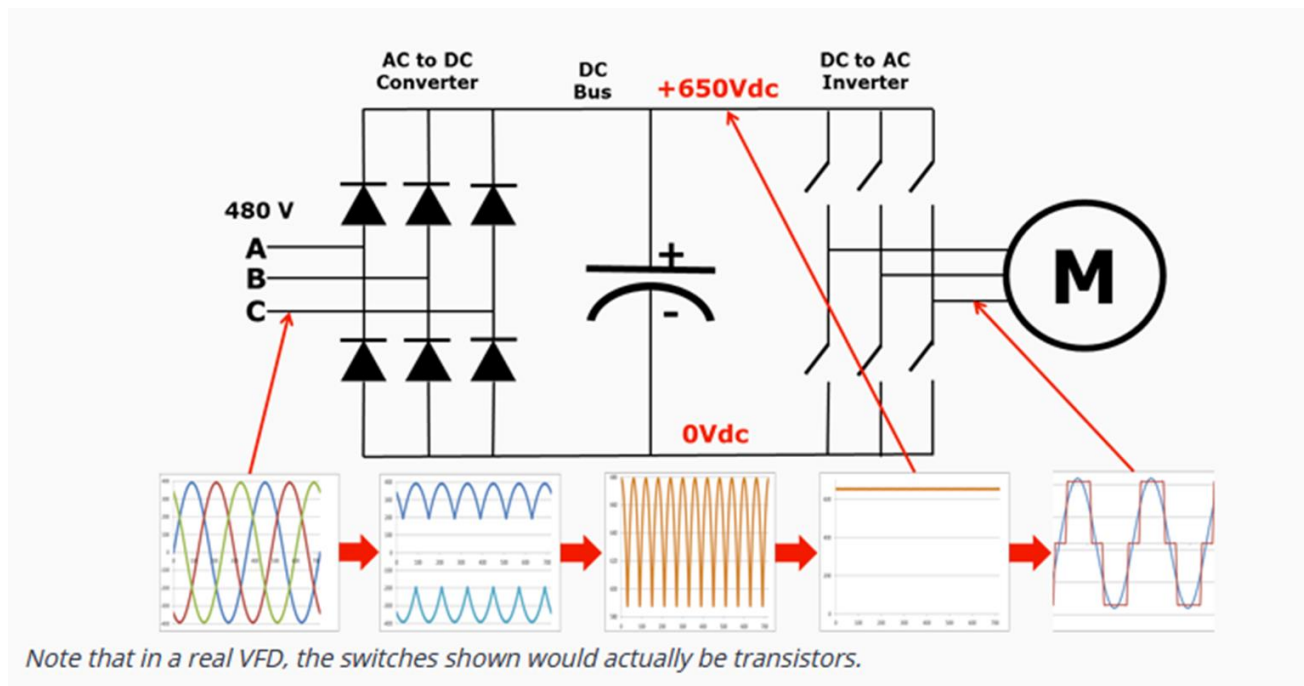 AC to DC
Converter
DC
Bus
+650Vdc
DC to AC
Inverter
480 V
A
B
C
+
-
M
0Vdc
Note that in a real VFD, the switches shown would actually be transistors.